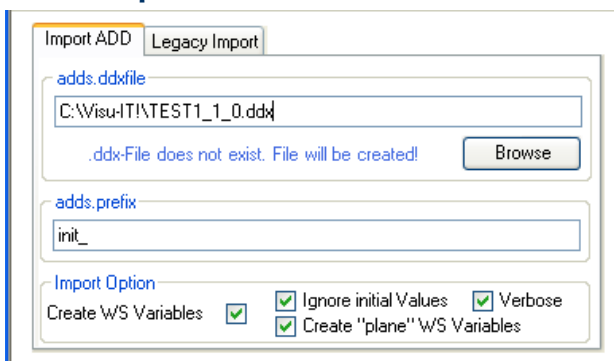 Import ADD Legacy Import
adds.ddxfile
C:\Visu-IT!\TEST1_1_0.ddx
.ddx-File does not exist. File will be created!
Browse
adds.prefix
init_
Import Option
Create WS Variables
Ignore initial Values
Verbose
Create "plane" WS Variables